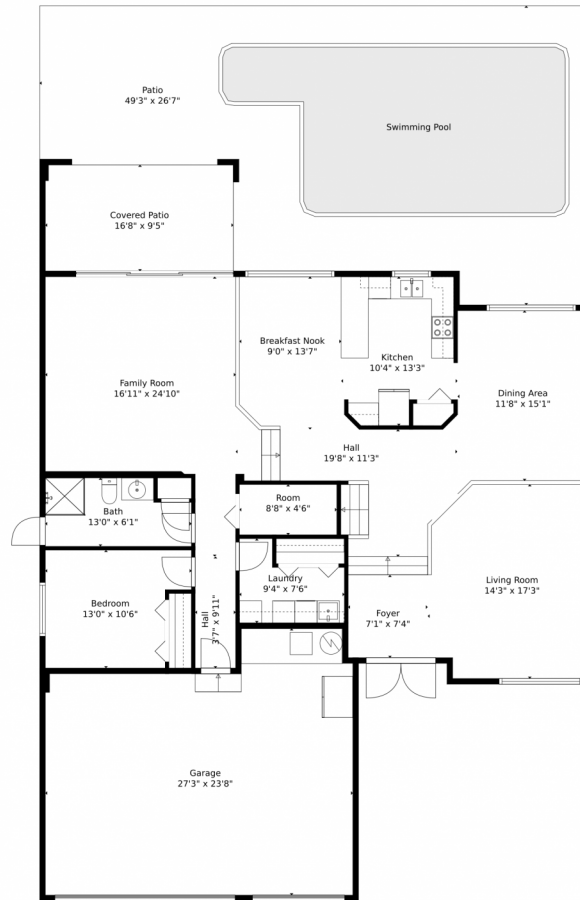 Patio
49'3" x 26'7"
Swimming Pool
Covered Patio
16'8" x 9'5"
Breakfast Nook
9'0" x 13'7"
Kitchen
10'4" x 13'3"
Family Room
16'11" x 24'10"
Dining Area
11'8" x 15'1"
Hall
19'8" x 11'3"
Room
8'8" x 4'6"
Bath
13'0" x 6'1"
Laundry
9'4" x 7'6"
Living Room
14'3" x 17'3"
Bedroom
13'0" x 10'6"
Hall
3'7" x 9'11"
Foyer
7'1" x 7'4"
Garage
27'3" x 23'8"